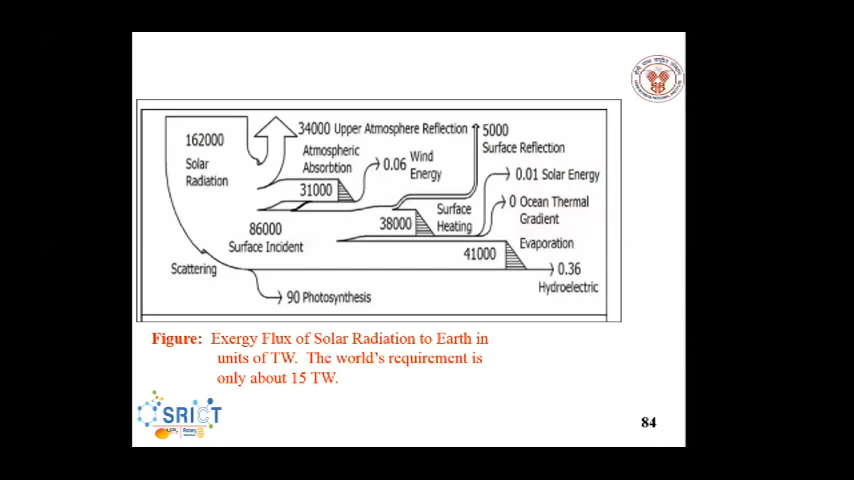 162000
Solar
Radiation
34000 Upper Atmosphere Reflection
5000
Surface Reflection
Atmospheric
Absorbtion
31000
0.06
Wind
Energy
0.01 Solar Energy
0 Ocean Thermal
Gradient
38000
Surface
Heating
86000
Surface Incident
Evaporation
41000
0.36
Hydroelectric
Scattering
90 Photosynthesis
Figure: Exergy Flux of Solar Radiation to Earth in
units of TW. The world's requirement is
only about 15 TW.
SRICT
UPL
Rotary
84